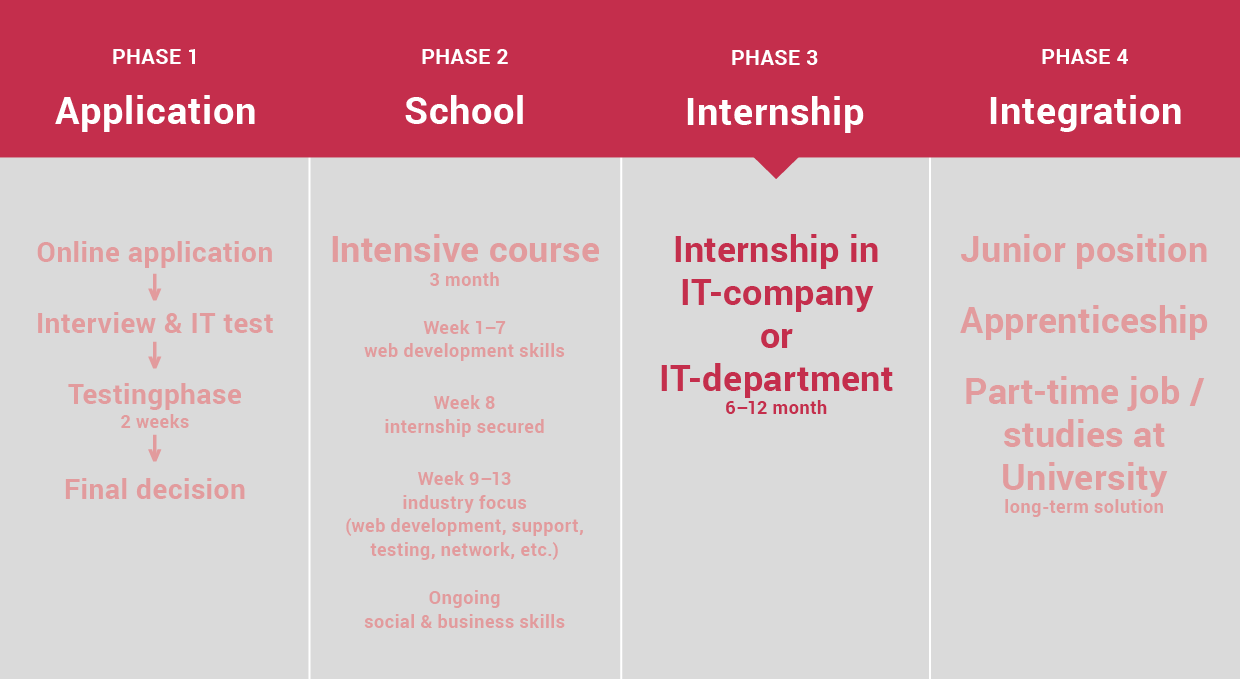 PHASE 1
Application
Online application
Interview & IT test
Testingphase
2 weeks
Final decision
PHASE 2
School
Intensive course
3 month
Week 1–7
web development skills
Week 8
internship secured
Week 9–13
industry focus
(web development, support,
testing, network, etc.)
Ongoing
social & business skills
PHASE 3
Internship
Internship in
IT-company
or
IT-department
6–12 month
PHASE 4
Integration
Junior position
Apprenticeship
Part-time job /
studies at
University
long-term solution